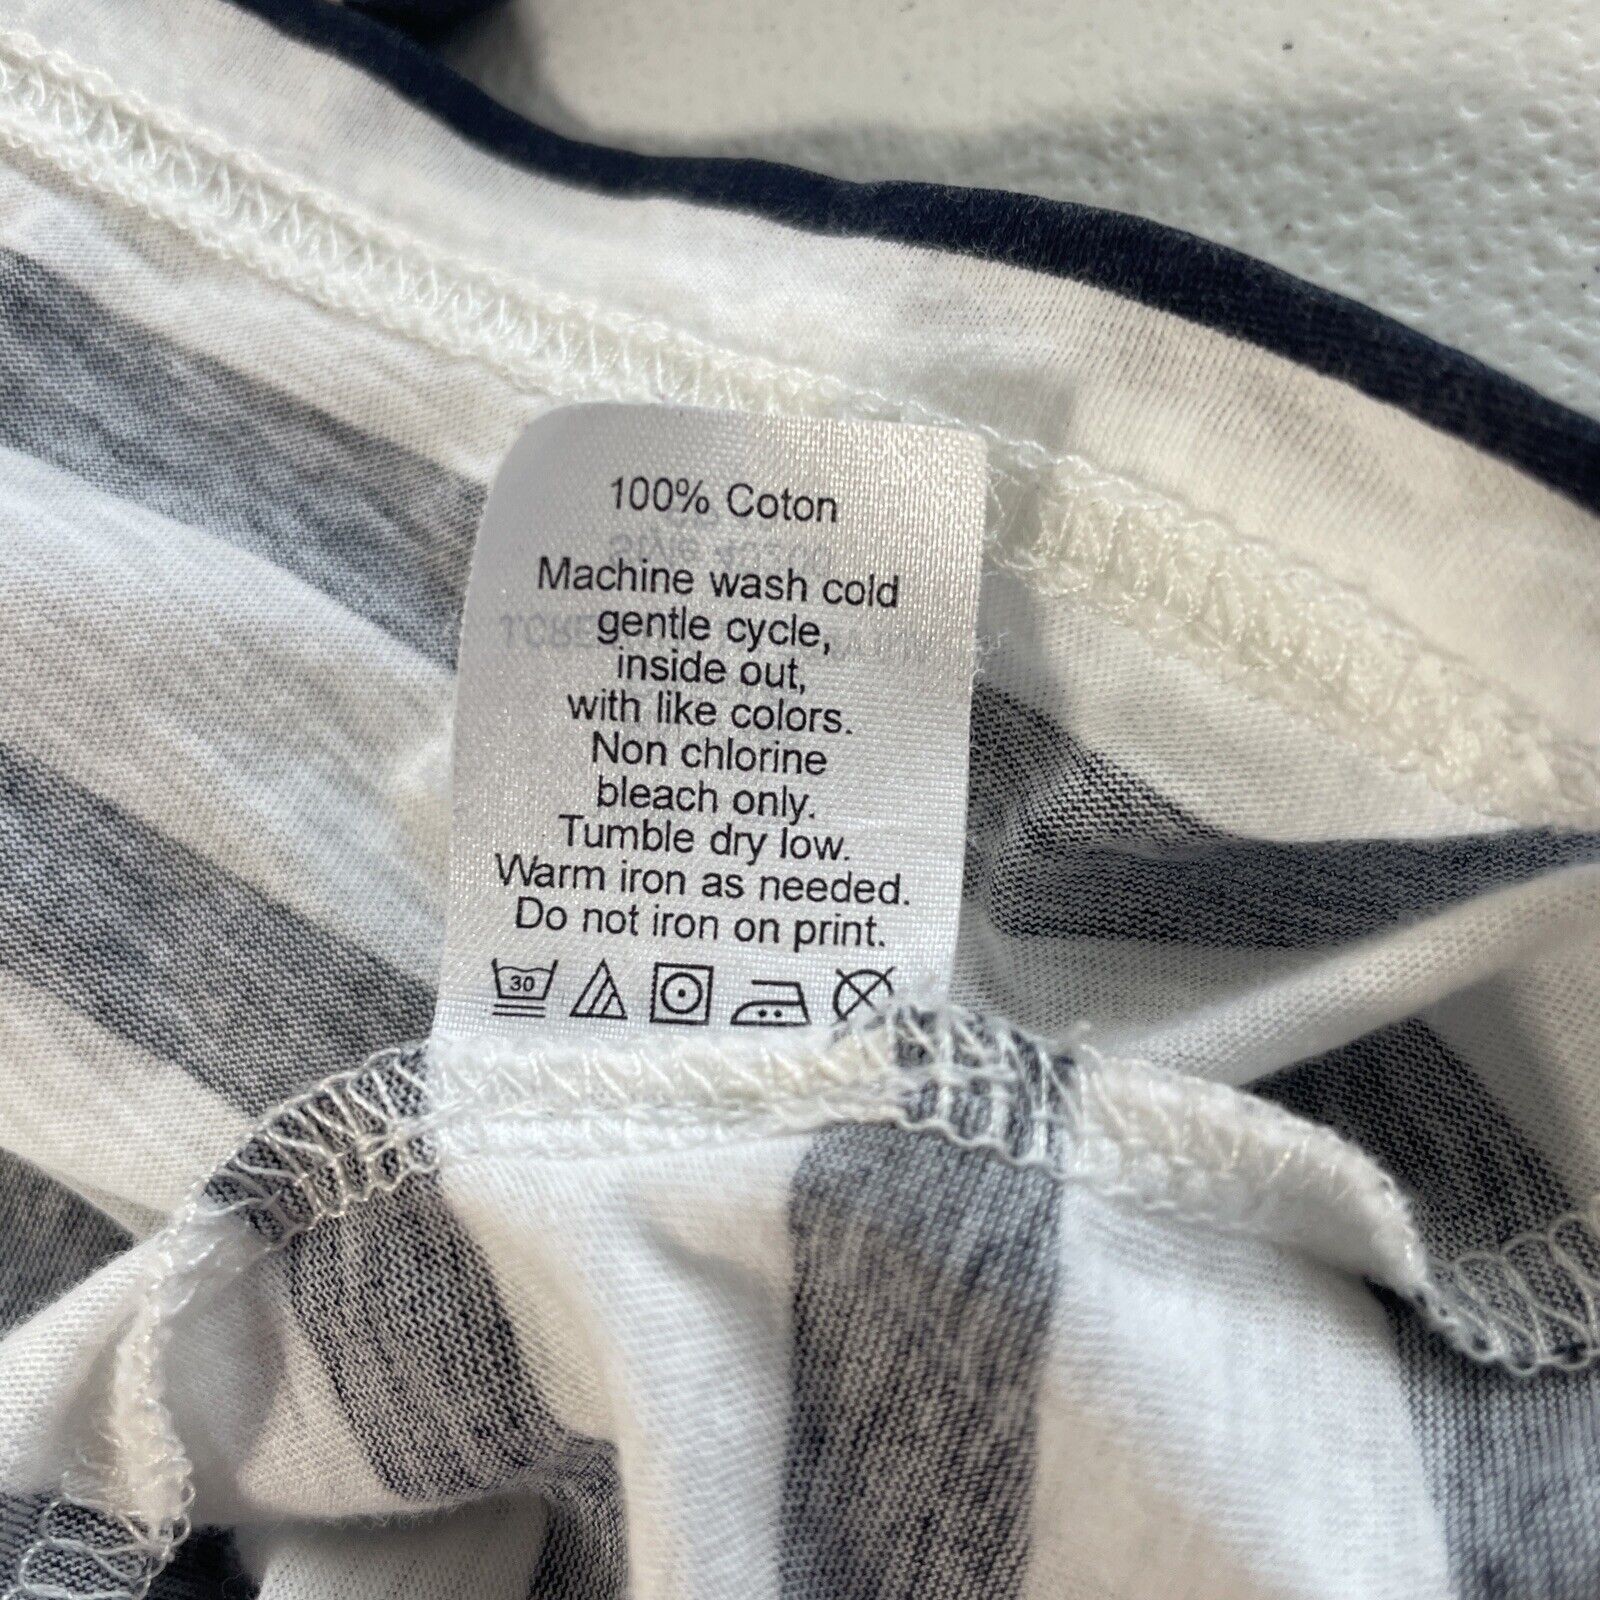 100% Coton
Machine wash cold
gentle cycle,
inside out,
with like colors.
Non chlorine
bleach only.
Tumble dry low.
Warm iron as needed.
Do not iron on print.
30